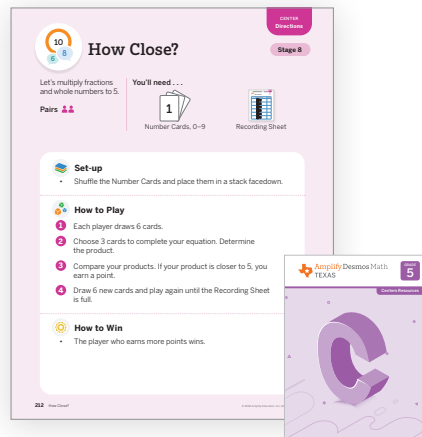 CENTER
Directions
10
8
6
How Close?
Stage 8
Let's multiply fractions
and whole numbers to 5.
Pairs
You'll need . . .
1
Number Cards, 0–9
Recording Sheet
Set-up
• Shuffle the Number Cards and place them in a stack facedown.
How to Play
1 Each player draws 6 cards.
2 Choose 3 cards to complete your equation. Determine
the product.
3 Compare your products. If your product is closer to 5, you
earn a point.
4 Draw 6 new cards and play again until the Recording Sheet
is full.
How to Win
• The player who earns more points wins.
212 How Close?
Amplify Desmos Math
TEXAS
GRADE
5
Centers Resources
C